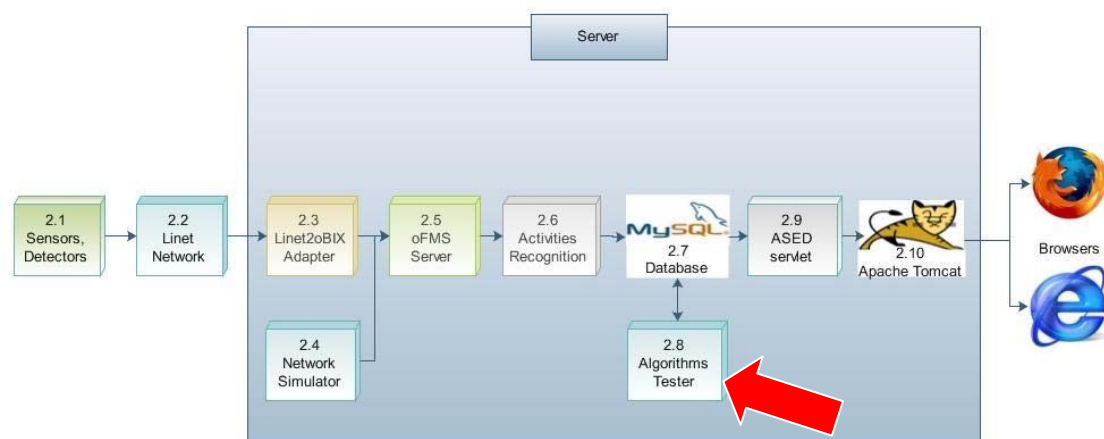 Server
2.1
Sensors,
Detectors
2.2
Linet
Network
2.3
Linet2oBIX
Adapter
2.4
Network
Simulator
2.5
oFMS
Server
2.6
Activities
Recognition
MySQL
2.7
Database
2.8
Algorithms
Tester
2.9
ASED
servlet
2.10
Apache Tomcat
Browsers